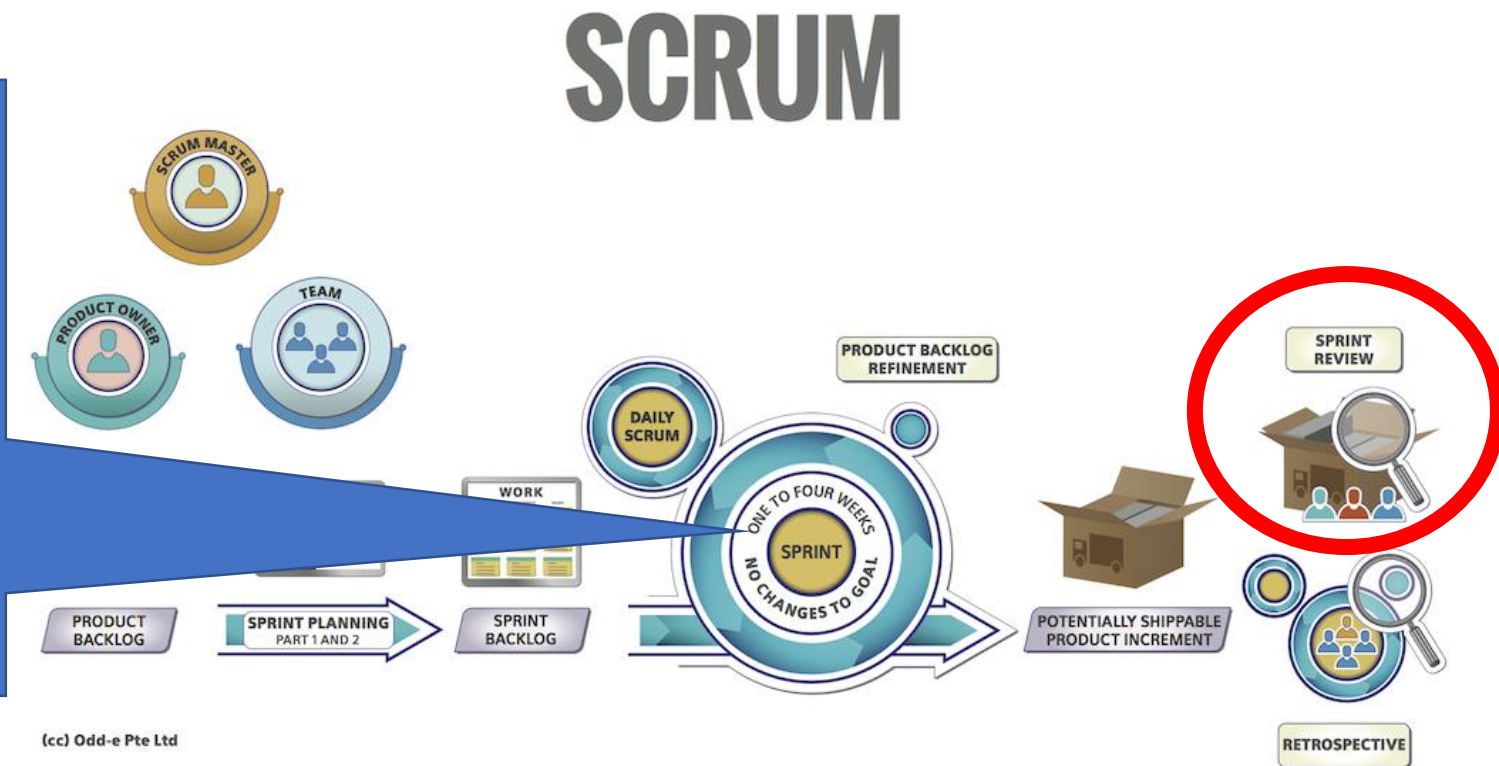 SCRUM
SCRUM MASTER
PRODUCT OWNER
TEAM
DAILY
SCRUM
PRODUCT BACKLOG
REFINEMENT
SPRINT
REVIEW
WORK
ONE TO FOUR WEEKS
SPRINT
NO CHANGES TO GOAL
PRODUCT
BACKLOG
SPRINT PLANNING
PART 1 AND 2
SPRINT
BACKLOG
POTENTIALLY SHIPPABLE
PRODUCT INCREMENT
RETROSPECTIVE
(cc) Odd-e Pte Ltd